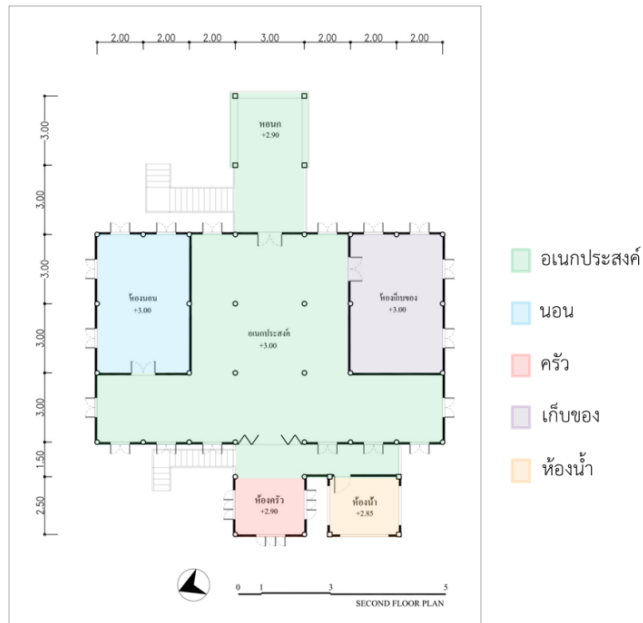 2.00 2.00 2.00 3.00 2.00 2.00 2.00
3.00
3.00
3.00
3.00
3.00
1.50
2.50
หอนก
+2.90
ห้องนอน
+3.00
ห้องเก็บของ
+3.00
อเนกประสงค์
+3.00
ห้องครัว
+2.90
ห้องน้ำ
+2.85
0 1 3 5
SECOND FLOOR PLAN
อเนกประสงค์
นอน
ครัว
เก็บของ
ห้องน้ำ